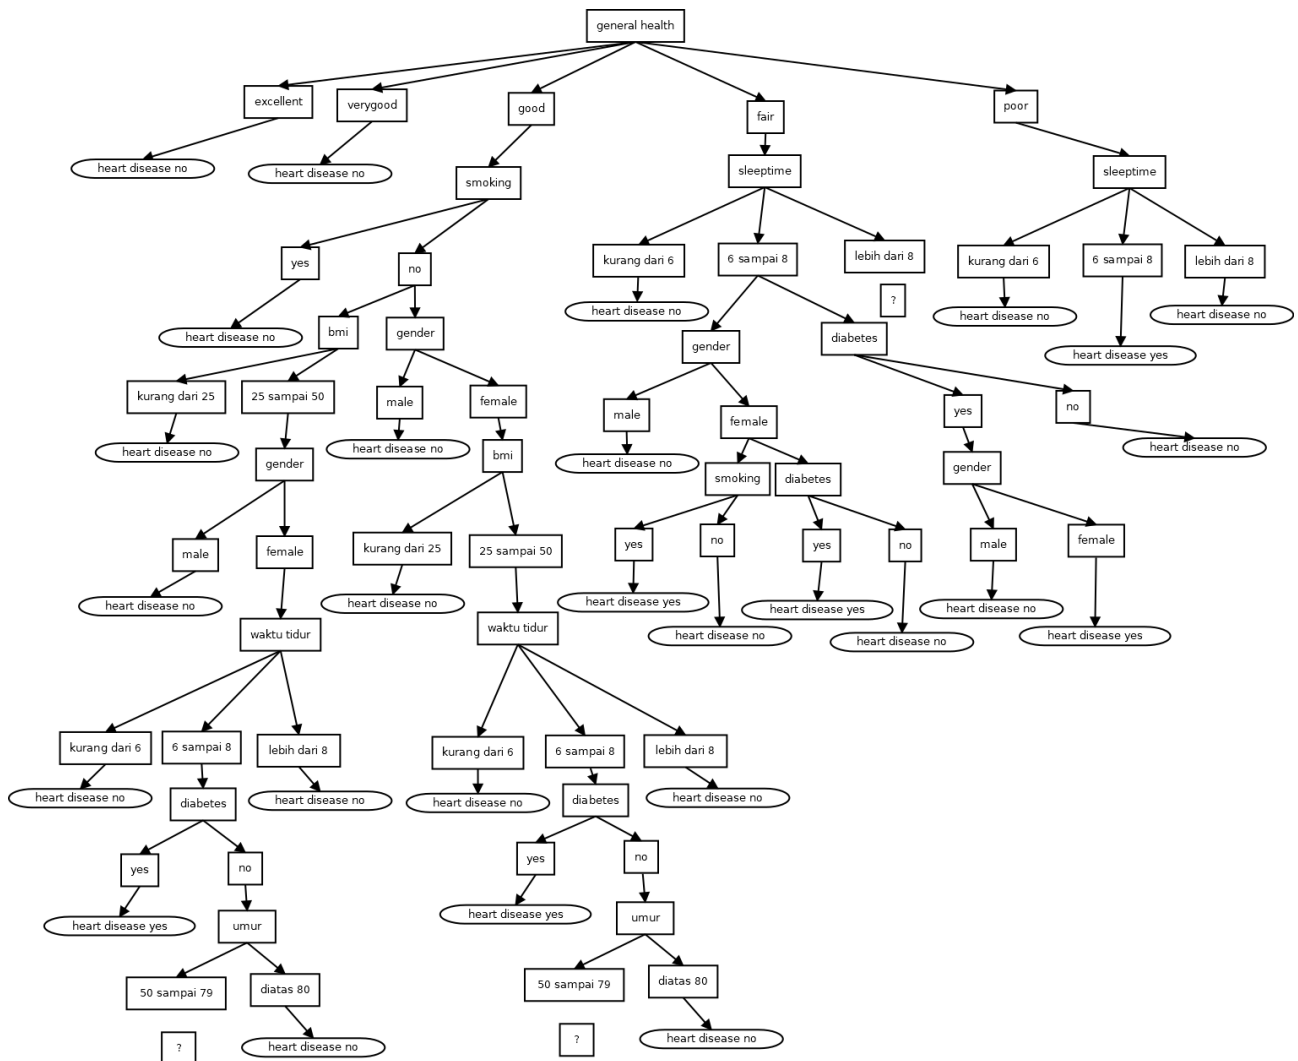 general health
excellent
verygood
good
fair
poor
heart disease no
heart disease no
smoking
sleeptime
sleeptime
yes
no
kurang dari 6
6 sampai 8
lebih dari 8
kurang dari 6
6 sampai 8
lebih dari 8
heart disease no
bmi
gender
heart disease no
?
heart disease no
heart disease no
gender
diabetes
heart disease yes
kurang dari 25
25 sampai 50
male
female
male
female
yes
no
heart disease no
gender
heart disease no
bmi
heart disease no
smoking
diabetes
gender
heart disease no
male
female
kurang dari 25
25 sampai 50
yes
no
yes
no
male
female
heart disease no
heart disease no
heart disease yes
heart disease no
heart disease yes
heart disease no
heart disease no
heart disease yes
waktu tidur
waktu tidur
kurang dari 6
6 sampai 8
lebih dari 8
kurang dari 6
6 sampai 8
lebih dari 8
heart disease no
diabetes
heart disease no
heart disease no
diabetes
heart disease no
yes
no
yes
no
heart disease yes
umur
heart disease yes
umur
50 sampai 79
diatas 80
50 sampai 79
diatas 80
?
heart disease no
?
heart disease no